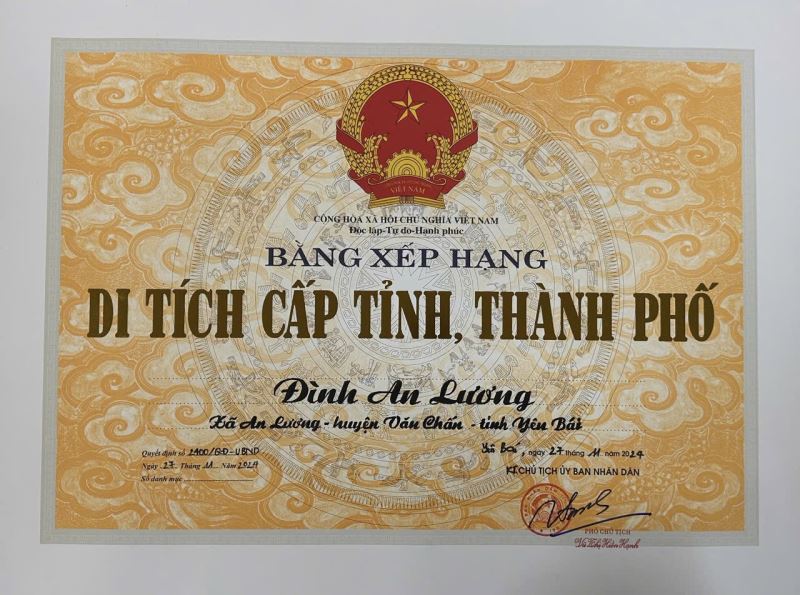 VIỆT NAM
CỘNG HÒA XÃ HỘI CHỦ NGHĨA VIỆT NAM
Độc lập-Tự do-Hạnh phúc
BẰNG XẾP HẠNG
DI TÍCH CẤP TỈNH, THÀNH PHỐ
Đình An Lương
Xã An Lương - huyện Văn Chấn - tỉnh Yên Bái
Quyết định số 2400/QĐ-UBND
Ngày 27 Tháng 11 Năm 2024
Số danh mục
Yên Bái, ngày 27 tháng 11 năm 2024
KT CHỦ TỊCH ỦY BAN NHÂN DÂN
PHÓ CHỦ TỊCH
Vũ Thị Hiền Hạnh